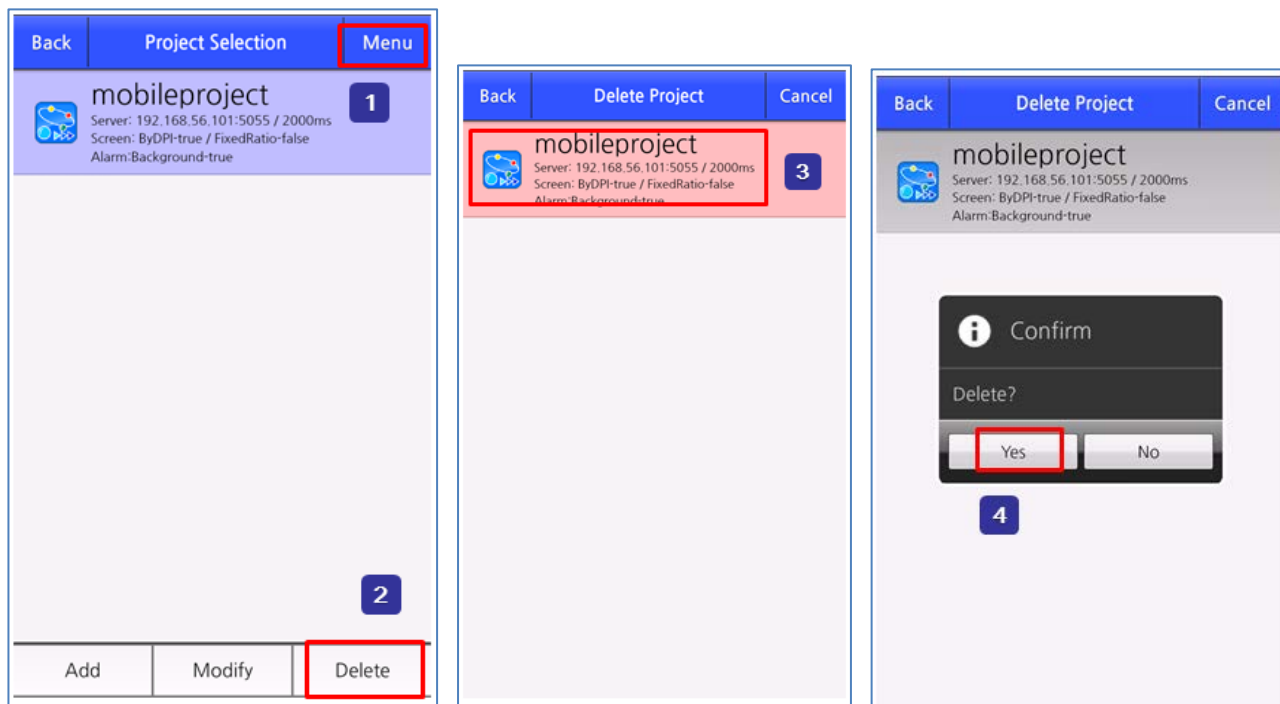 Back Project Selection Menu
mobileproject
Server: 192.168.56.101:5055 / 2000ms
Screen: ByDPI-true / FixedRatio-false
Alarm:Background-true
1
2
Add Modify Delete
Back Delete Project Cancel
mobileproject
Server: 192.168.56.101:5055 / 2000ms
Screen: ByDPI-true / FixedRatio-false
Alarm:Background-true
3
Back Delete Project Cancel
mobileproject
Server: 192.168.56.101:5055 / 2000ms
Screen: ByDPI-true / FixedRatio-false
Alarm:Background-true
Confirm
Delete?
Yes No
4